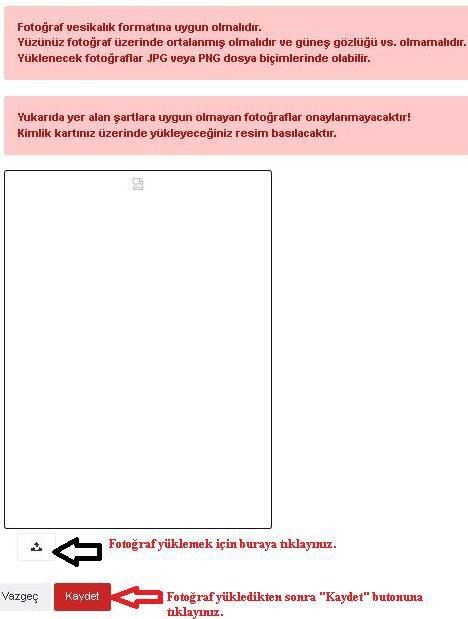 Fotoğraf vesikalık formatına uygun olmalıdır.
Yüzünüz fotoğraf üzerinde ortalanmış olmalıdır ve güneş gözlüğü vs. olmamalıdır.
Yüklenecek fotoğraflar JPG veya PNG dosya biçimlerinde olabilir.
Yukarıda yer alan şartlara uygun olmayan fotoğraflar onaylanmayacaktır!
Kimlik kartınız üzerinde yükleyeceğiniz resim basılacaktır.
Fotoğraf yüklemek için buraya tıklayınız.
Vazgeç
Kaydet
Fotoğraf yükledikten sonra "Kaydet" butonuna
tıklayınız.